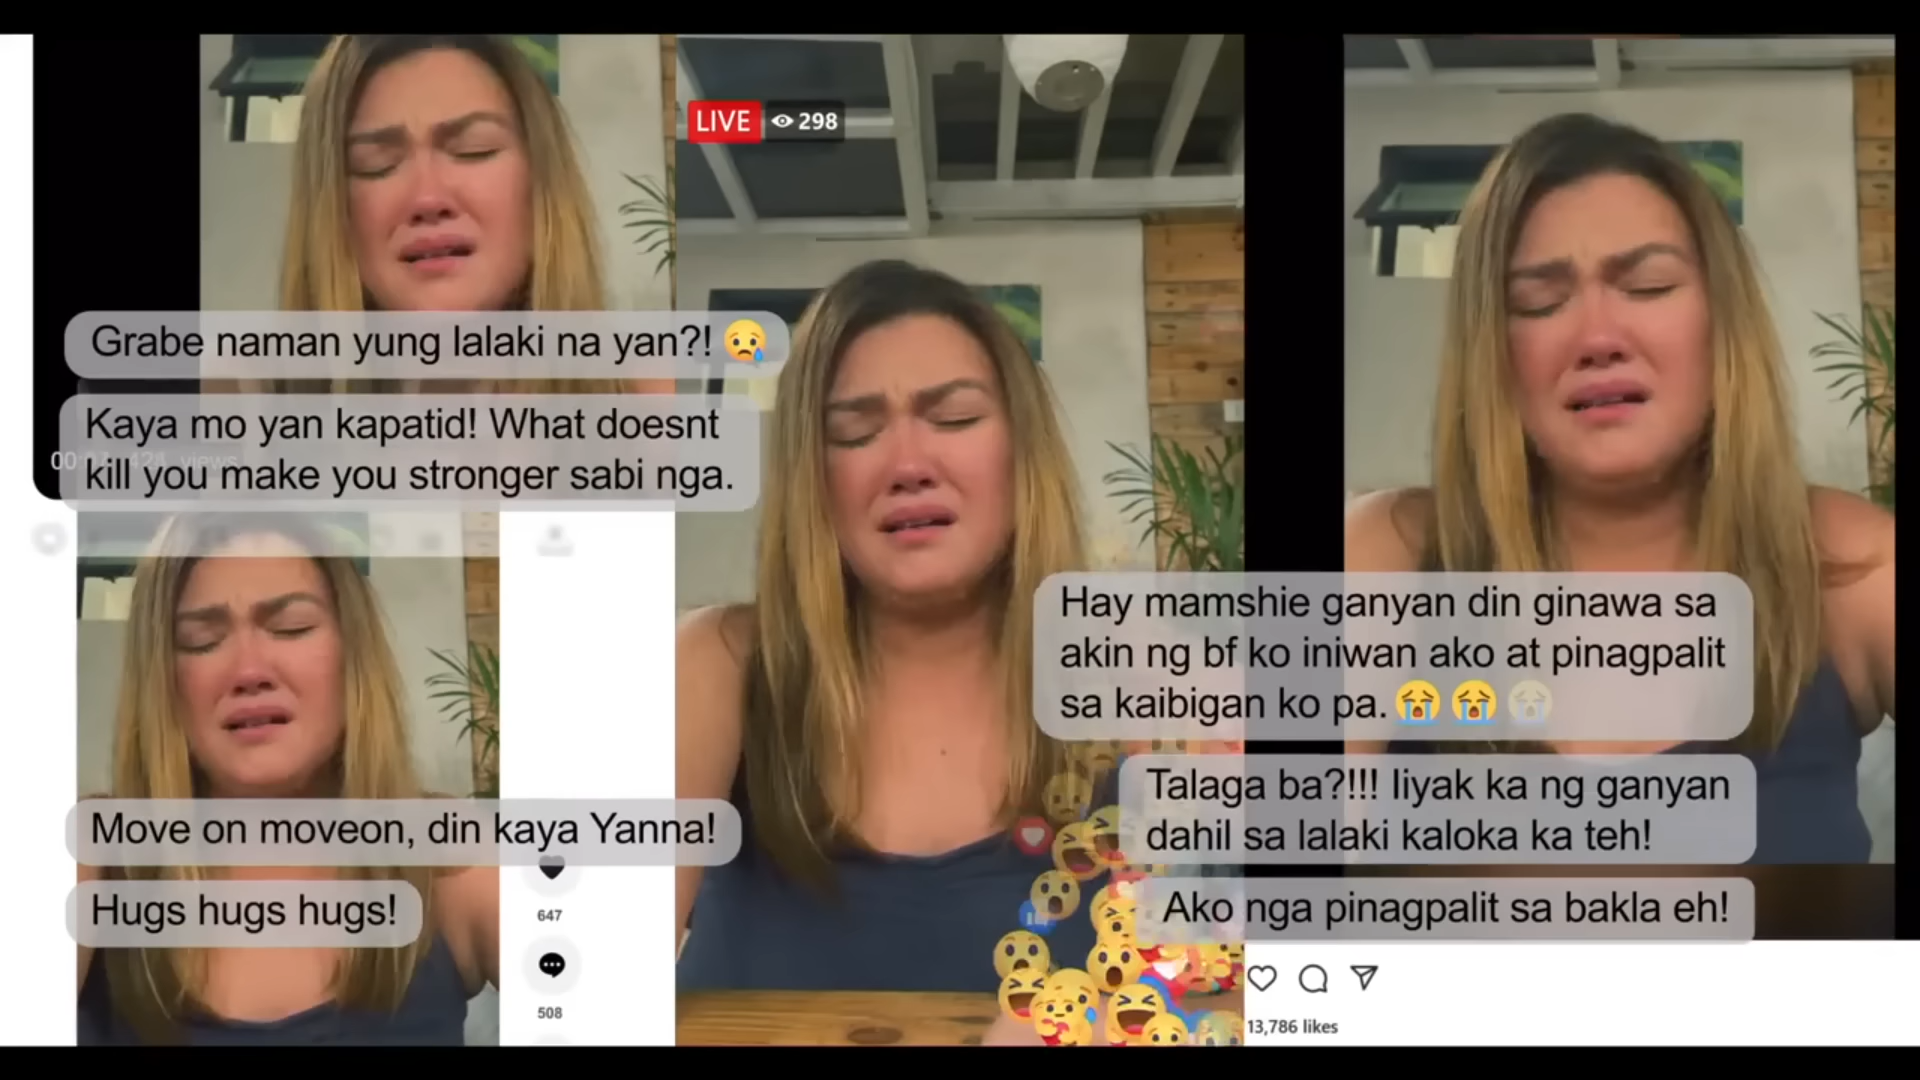 LIVE 298
Grabe naman yung lalaki na yan?! 😢
Kaya mo yan kapatid! What doesnt
kill you make you stronger sabi nga.
views
Move on moveon, din kaya Yanna!
Hugs hugs hugs!
647
508
Hay mamshie ganyan din ginawa sa
akin ng bf ko iniwan ako at pinagpalit
sa kaibigan ko pa. 😭😭😭
Talaga ba?!!! Iiyak ka ng ganyan
dahil sa lalaki kaloka ka teh!
Ako nga pinagpalit sa bakla eh!
13,786 likes